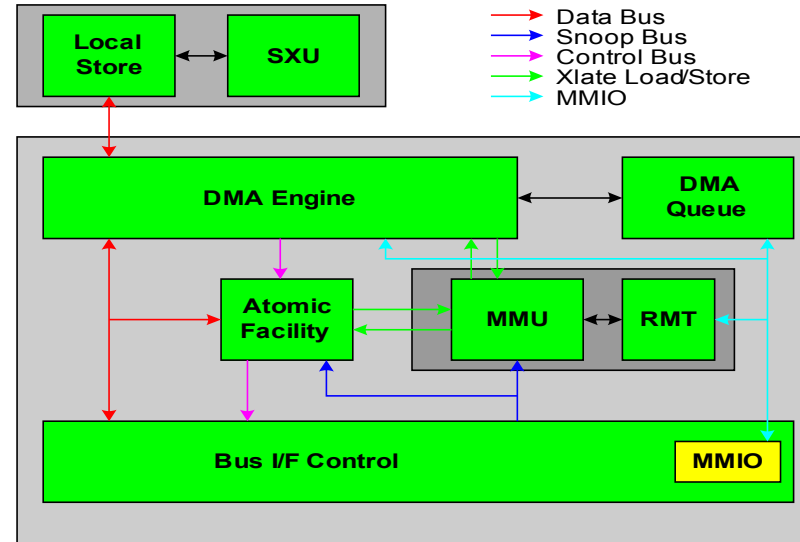 Local
Store
SXU
Data Bus
Snoop Bus
Control Bus
Xlate Load/Store
MMIO
DMA Engine
DMA
Queue
Atomic
Facility
MMU
RMT
Bus I/F Control
MMIO